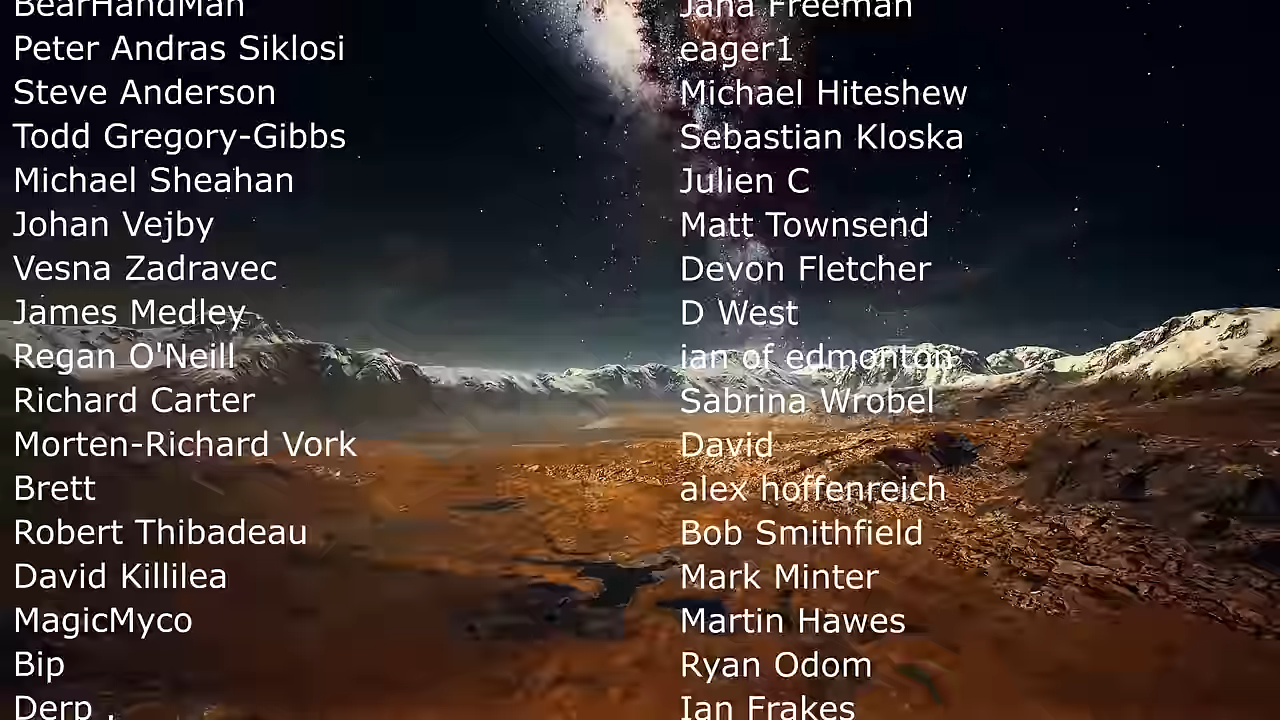 BearHandMan
Peter Andras Siklosi
Steve Anderson
Todd Gregory-Gibbs
Michael Sheahan
Johan Vejby
Vesna Zadravec
James Medley
Regan O'Neill
Richard Carter
Morten-Richard Vork
Brett
Robert Thibadeau
David Killilea
MagicMyco
Bip
Derp .
Jana Freeman
eager1
Michael Hiteshew
Sebastian Kloska
Julien C
Matt Townsend
Devon Fletcher
D West
ian of edmonton
Sabrina Wrobel
David
alex hoffenreich
Bob Smithfield
Mark Minter
Martin Hawes
Ryan Odom
Ian Frakes